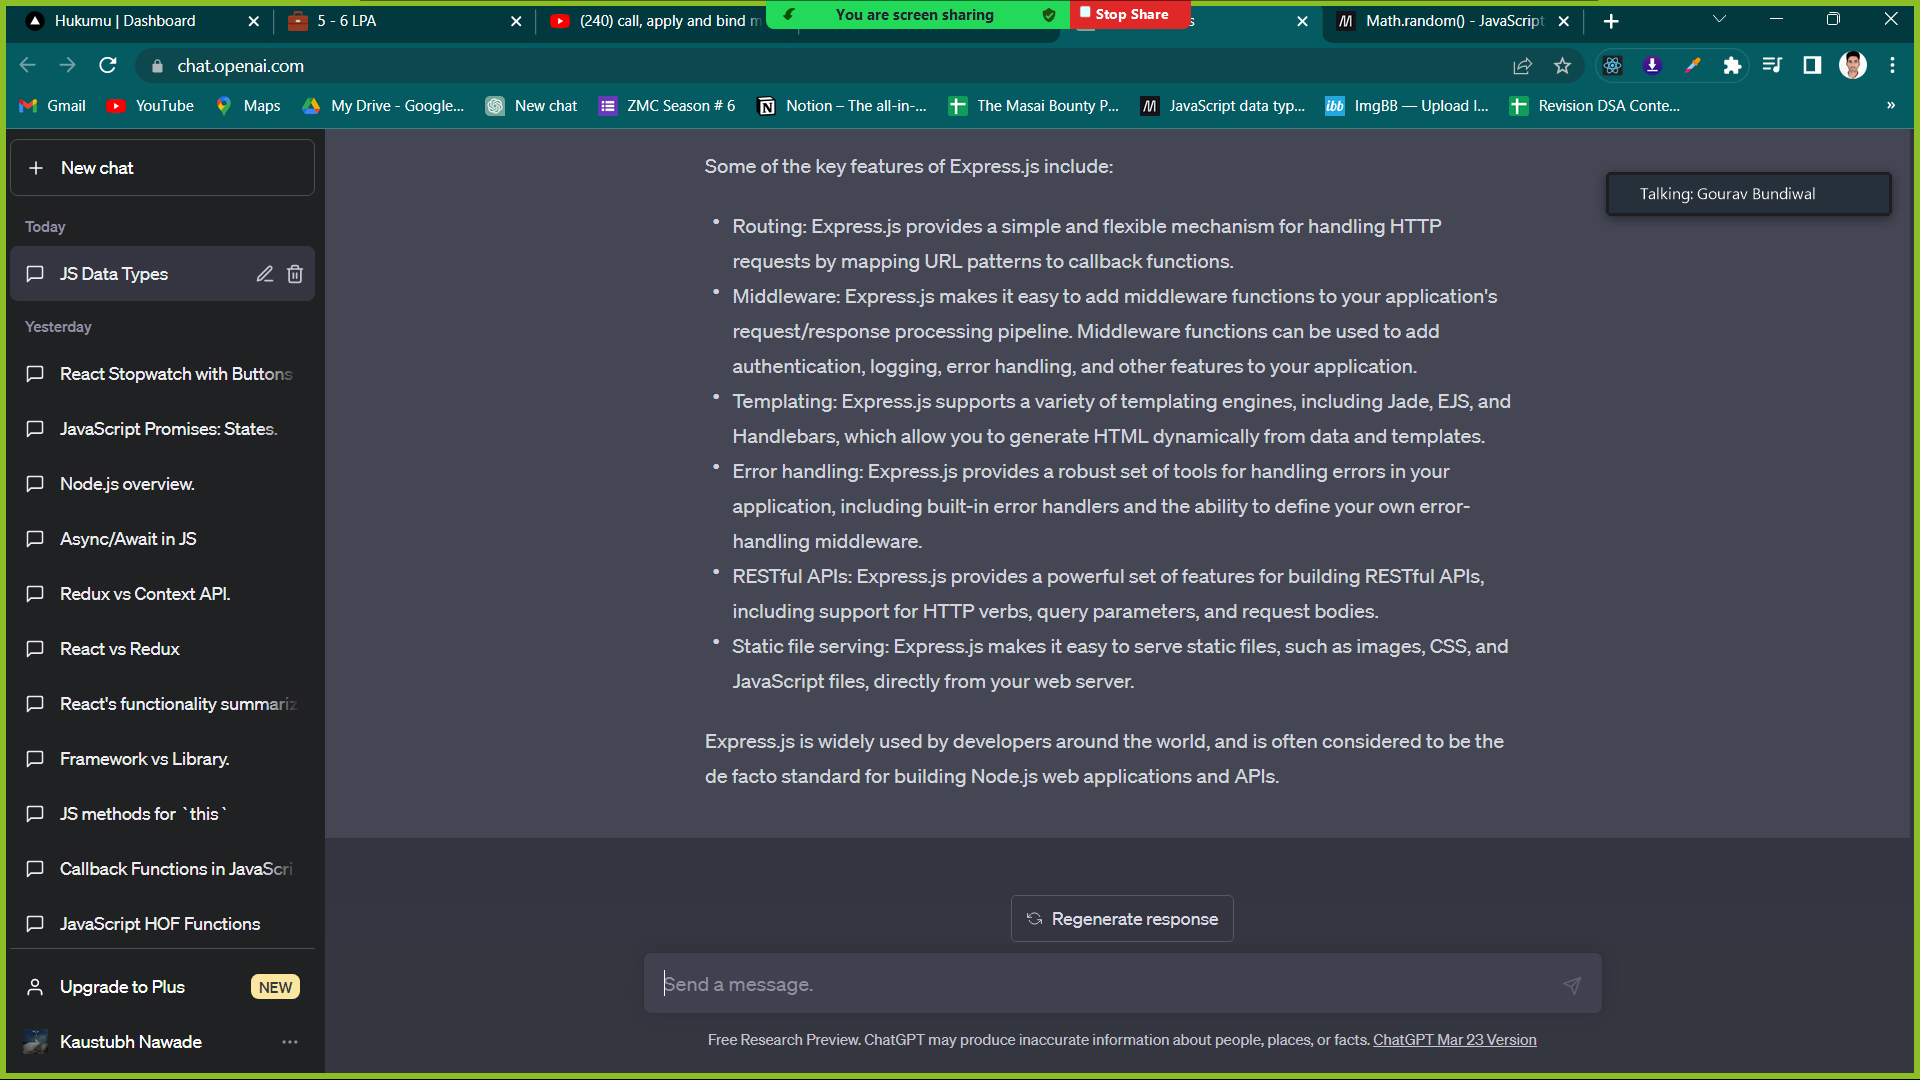 Hukumu | Dashboard
5 - 6 LPA
(240) call, apply and bind m
You are screen sharing
Stop Share
Math.random() - JavaScript
chat.openai.com
Gmail
YouTube
Maps
My Drive - Google...
New chat
ZMC Season # 6
Notion – The all-in-...
The Masai Bounty P...
JavaScript data typ...
ibb
ImgBB — Upload I...
Revision DSA Conte...
»
New chat
Today
JS Data Types
Yesterday
React Stopwatch with Buttons
JavaScript Promises: States.
Node.js overview.
Async/Await in JS
Redux vs Context API.
React vs Redux
React's functionality summariz
Framework vs Library.
JS methods for `this`
Callback Functions in JavaScri
JavaScript HOF Functions
Upgrade to Plus
NEW
Kaustubh Nawade
Some of the key features of Express.js include:
• Routing: Express.js provides a simple and flexible mechanism for handling HTTP
requests by mapping URL patterns to callback functions.
• Middleware: Express.js makes it easy to add middleware functions to your application's
request/response processing pipeline. Middleware functions can be used to add
authentication, logging, error handling, and other features to your application.
• Templating: Express.js supports a variety of templating engines, including Jade, EJS, and
Handlebars, which allow you to generate HTML dynamically from data and templates.
• Error handling: Express.js provides a robust set of tools for handling errors in your
application, including built-in error handlers and the ability to define your own error-
handling middleware.
• RESTful APIs: Express.js provides a powerful set of features for building RESTful APIs,
including support for HTTP verbs, query parameters, and request bodies.
• Static file serving: Express.js makes it easy to serve static files, such as images, CSS, and
JavaScript files, directly from your web server.
Express.js is widely used by developers around the world, and is often considered to be the
de facto standard for building Node.js web applications and APIs.
Talking: Gourav Bundiwal
Regenerate response
Send a message.
Free Research Preview. ChatGPT may produce inaccurate information about people, places, or facts. ChatGPT Mar 23 Version